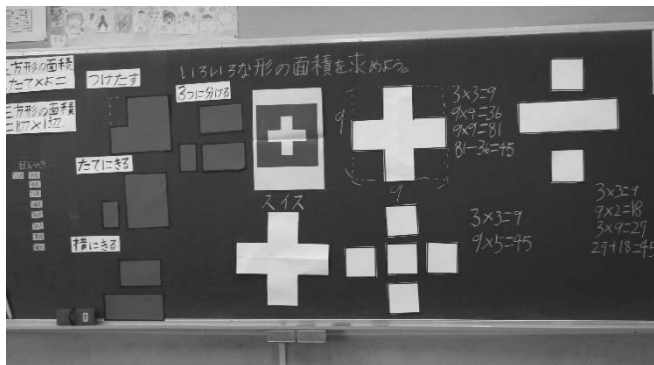 いろいろな形の面積を求めよう。
方形の面積
たて×よこ
方形の面積
つけたす
3つに分ける
たてにきる
横にきる
スイス
9
9
3×3=9
9×4=36
9×9=81
81-36=45
3×3=9
9×5=45
3×3=9
9×2=18
3×9=27
27+18=45